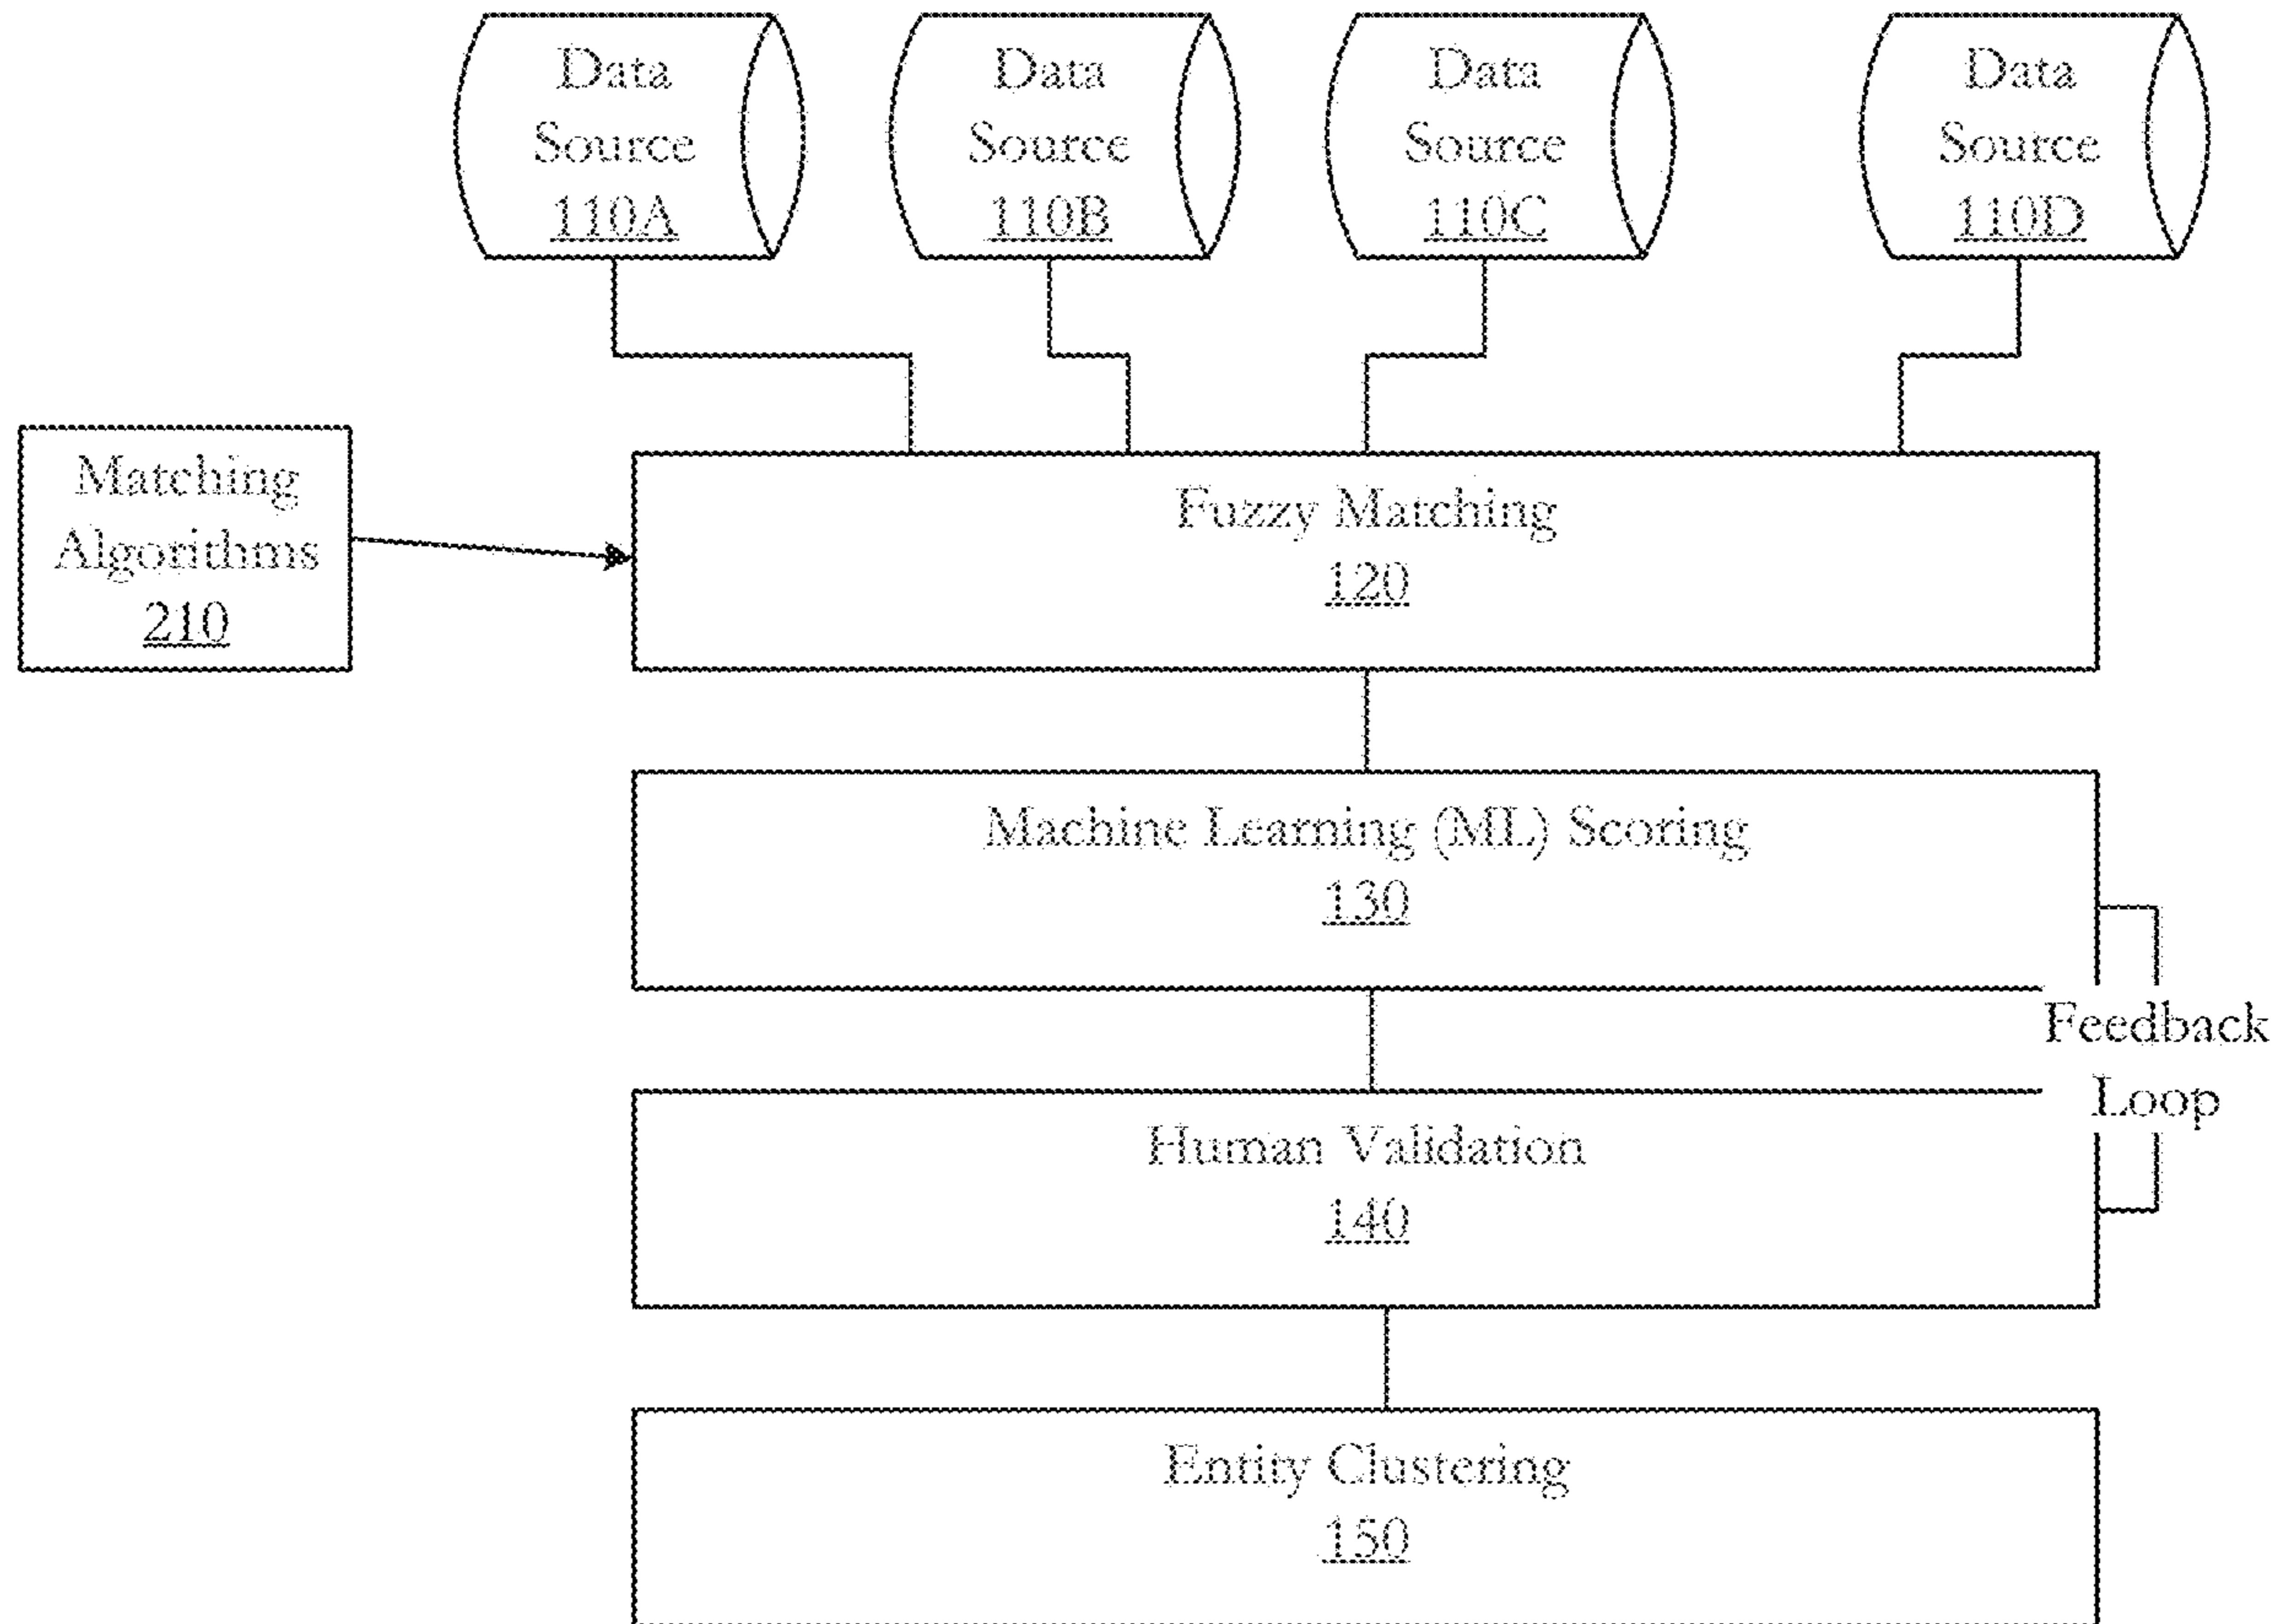 Data
Source
110A
Data
Source
110B
Data
Source
110C
Data
Source
110D
Matching
Algorithms
210
Fuzzy Matching
120
Machine Learning (ML) Scoring
130
Feedback
Loop
Human Validation
140
Entity Clustering
150